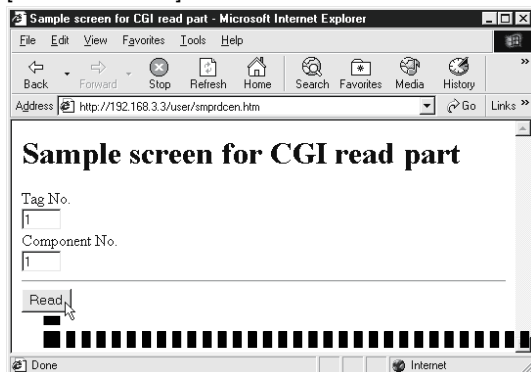 Sample screen for CGI read part - Microsoft Internet Explorer
File Edit View Favorites Tools Help
Back Forward Stop Refresh Home Search Favorites Media History »
Address http://192.168.3.3/user/smprdcen.htm Go Links »
Sample screen for CGI read part
Tag No.
1
Component No.
1
Read
Done Internet